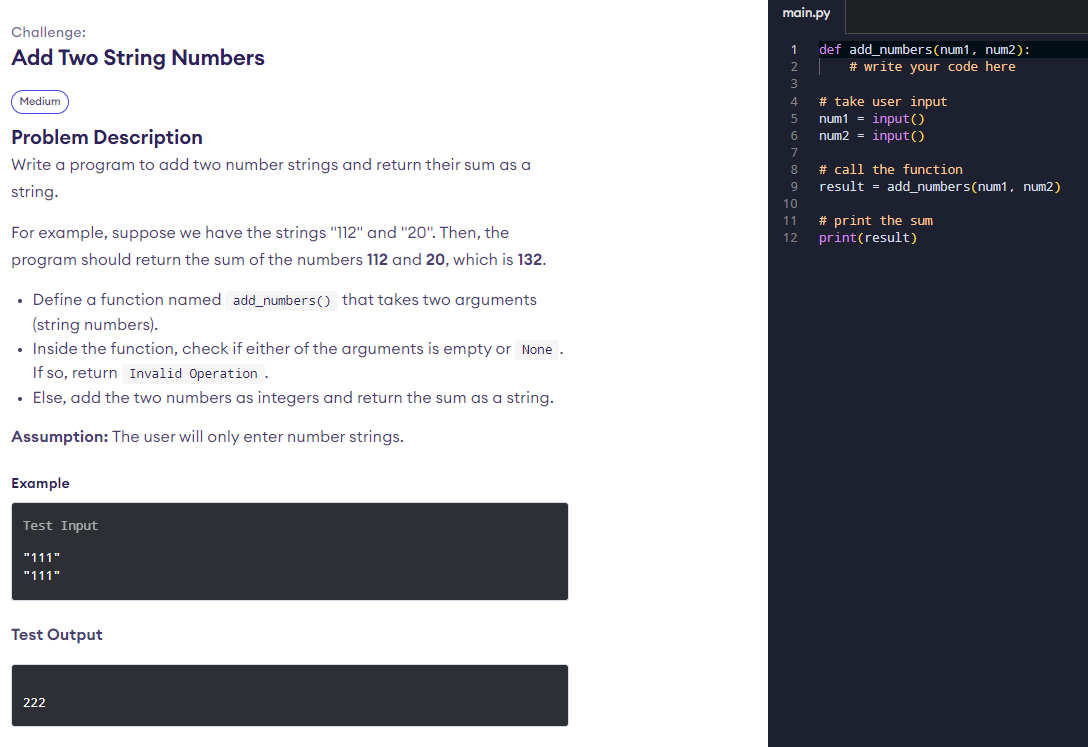 Challenge:
Add Two String Numbers
Medium
Problem Description
Write a program to add two number strings and return their sum as a
string.
For example, suppose we have the strings "112" and "20". Then, the
program should return the sum of the numbers 112 and 20, which is 132.
• Define a function named add_numbers() that takes two arguments
(string numbers).
• Inside the function, check if either of the arguments is empty or None .
If so, return Invalid Operation .
• Else, add the two numbers as integers and return the sum as a string.
Assumption: The user will only enter number strings.
Example
Test Input
"111"
"111"
Test Output
222
main.py
1 def add_numbers(num1, num2):
2     # write your code here
3
4 # take user input
5 num1 = input()
6 num2 = input()
7
8 # call the function
9 result = add_numbers(num1, num2)
10
11 # print the sum
12 print(result)